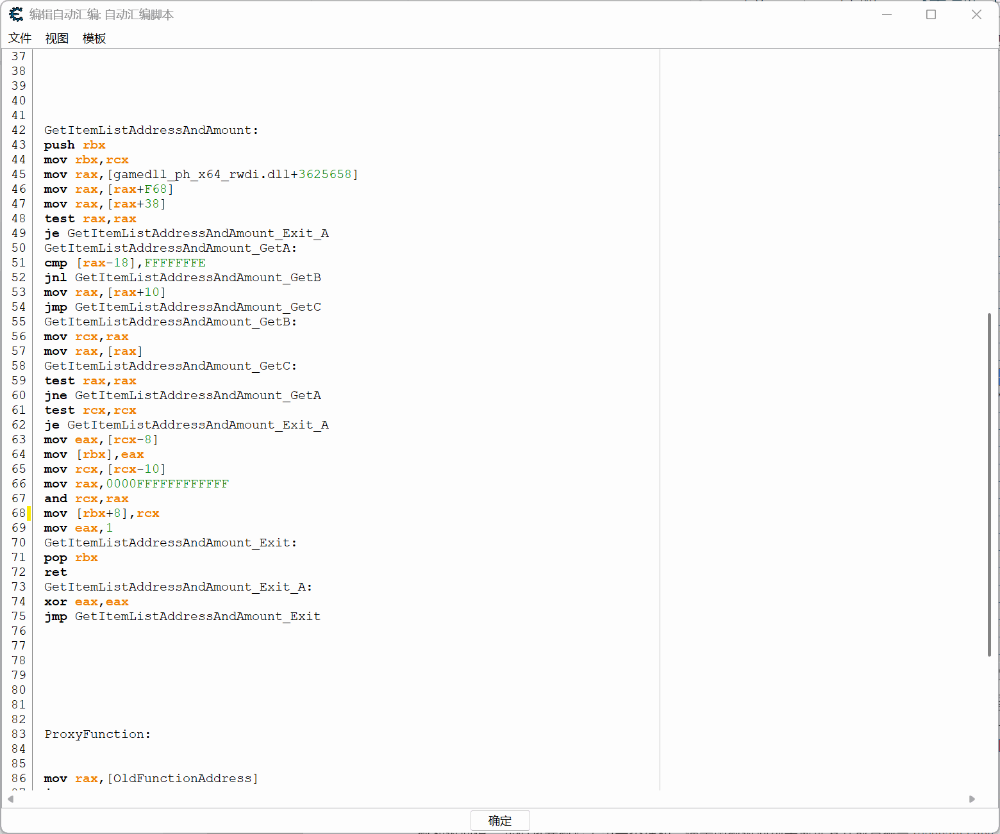 编辑自动汇编: 自动汇编脚本
文件 视图 模板
37
38
39
40
41
42 GetItemListAddressAndAmount:
43 push rbx
44 mov rbx,rcx
45 mov rax,[gamedll_ph_x64_rwdi.dll+3625658]
46 mov rax,[rax+F68]
47 mov rax,[rax+38]
48 test rax,rax
49 je GetItemListAddressAndAmount_Exit_A
50 GetItemListAddressAndAmount_GetA:
51 cmp [rax-18],FFFFFFFE
52 jnl GetItemListAddressAndAmount_GetB
53 mov rax,[rax+10]
54 jmp GetItemListAddressAndAmount_GetC
55 GetItemListAddressAndAmount_GetB:
56 mov rcx,rax
57 mov rax,[rax]
58 GetItemListAddressAndAmount_GetC:
59 test rax,rax
60 jne GetItemListAddressAndAmount_GetA
61 test rcx,rcx
62 je GetItemListAddressAndAmount_Exit_A
63 mov eax,[rcx-8]
64 mov [rbx],eax
65 mov rcx,[rcx-10]
66 mov rax,0000FFFFFFFFFFFF
67 and rcx,rax
68 mov [rbx+8],rcx
69 mov eax,1
70 GetItemListAddressAndAmount_Exit:
71 pop rbx
72 ret
73 GetItemListAddressAndAmount_Exit_A:
74 xor eax,eax
75 jmp GetItemListAddressAndAmount_Exit
76
77
78
79
80
81
82
83 ProxyFunction:
84
85
86 mov rax,[OldFunctionAddress]
确定